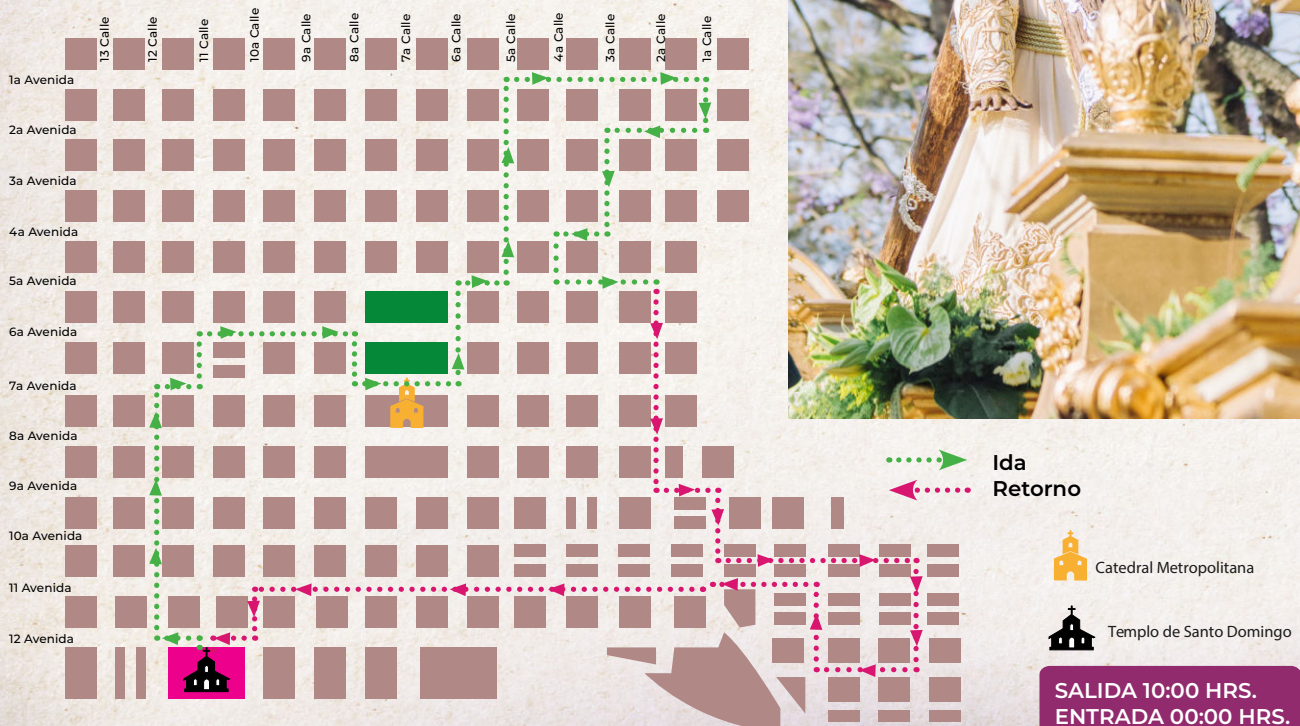 13 Calle
12 Calle
11 Calle
10a Calle
9a Calle
8a Calle
7a Calle
6a Calle
5a Calle
4a Calle
3a Calle
2a Calle
1a Calle
1a Avenida
2a Avenida
3a Avenida
4a Avenida
5a Avenida
6a Avenida
7a Avenida
8a Avenida
9a Avenida
10a Avenida
11 Avenida
12 Avenida
Ida
Retorno
Catedral Metropolitana
Templo de Santo Domingo
SALIDA 10:00 HRS.
ENTRADA 00:00 HRS.